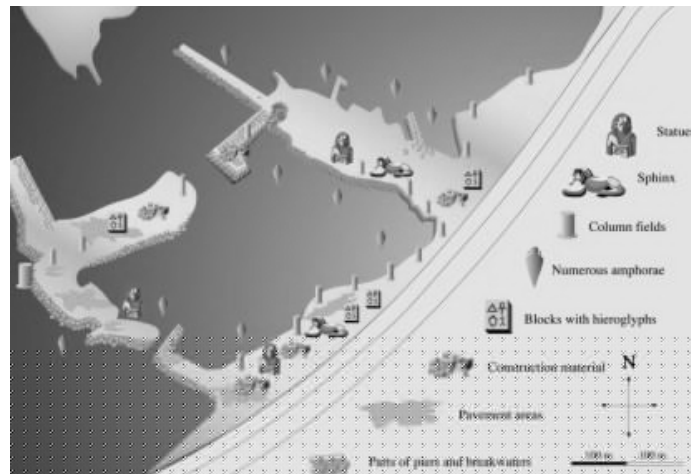 Statue
Sphinx
Column fields
Numerous amphorae
Blocks with hieroglyphs
Construction material
N
Pavement areas
Parts of piers and breakwaters
100 m 100 m